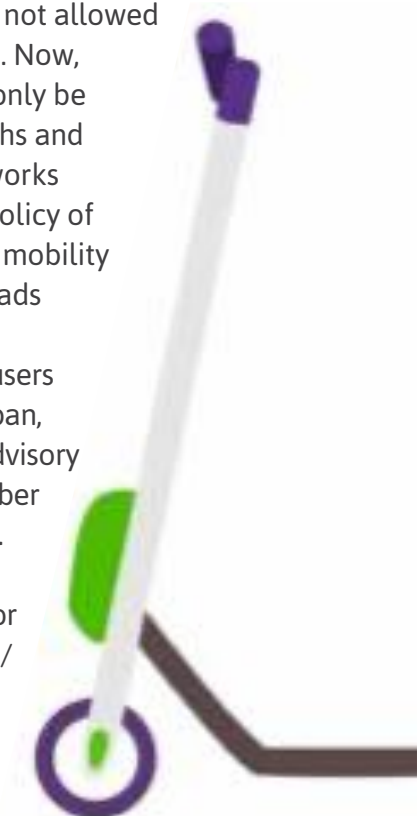 not allowed
. Now,
only be
hs and
works
olicy of
mobility
ads
users
ban,
dvisory
ber
.
or
/